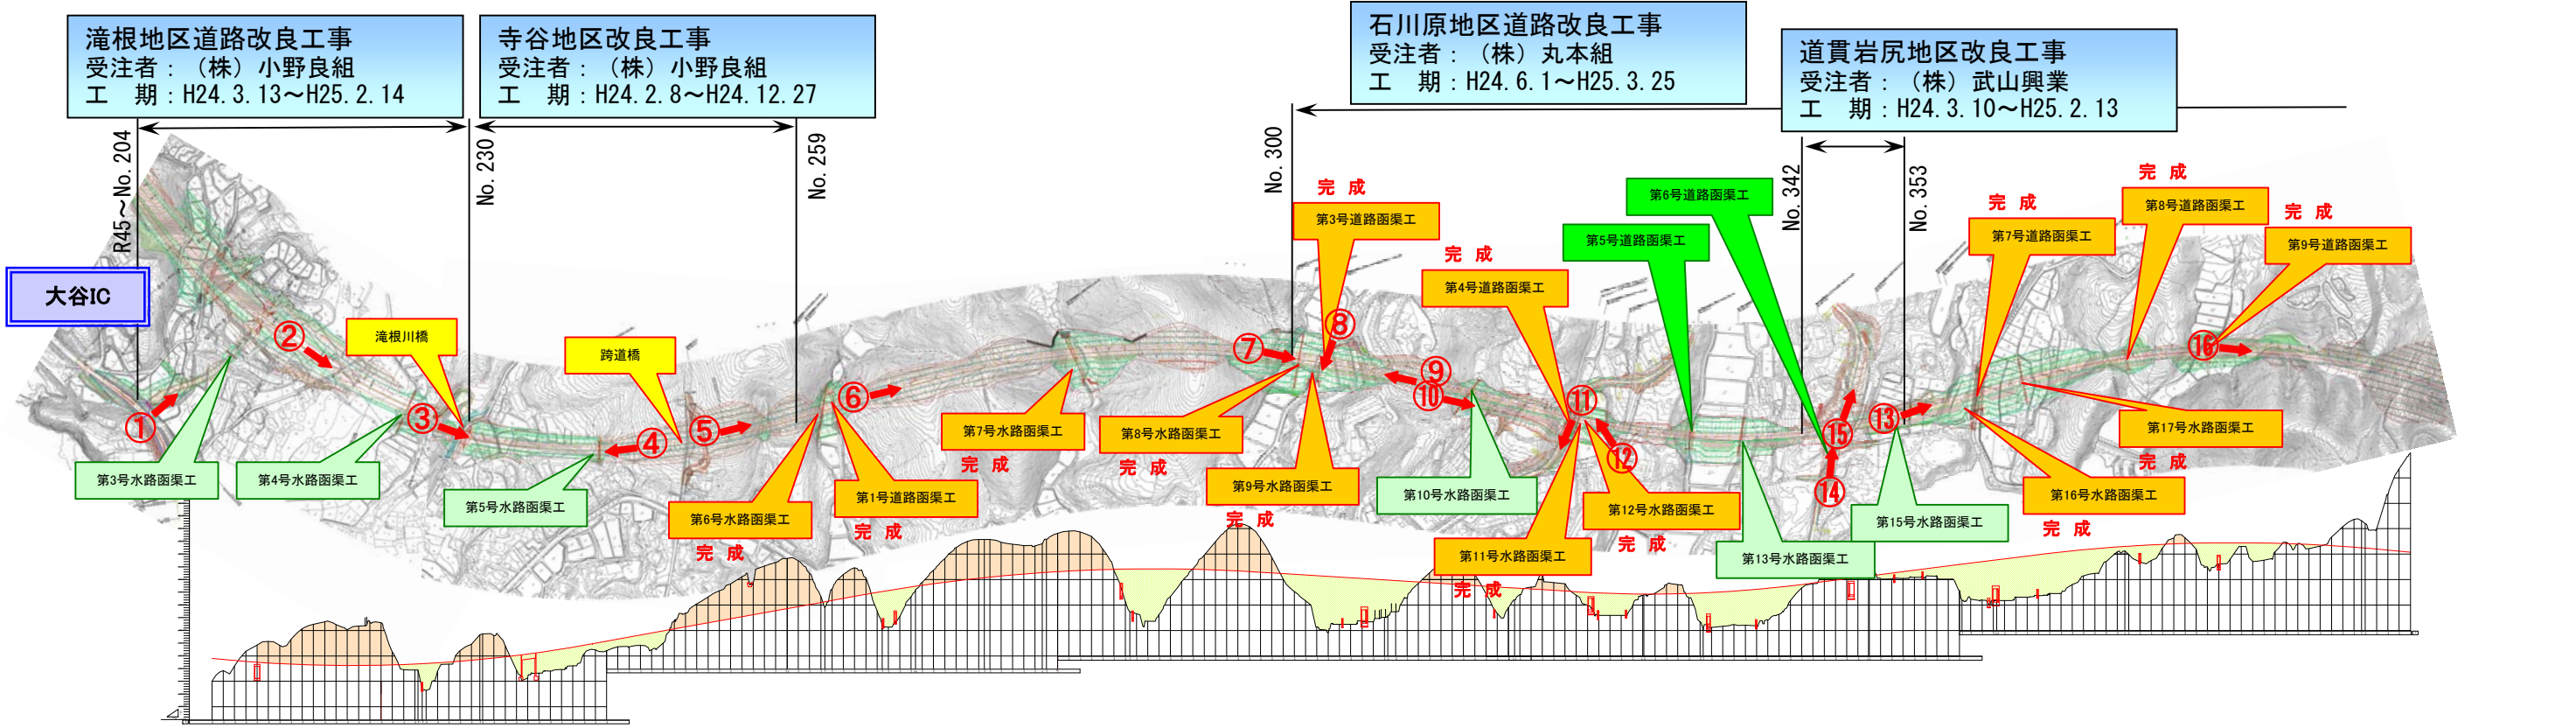 滝根地区道路改良工事
受注者：（株）小野良組
工　期：H24.3.13～H25.2.14
寺谷地区改良工事
受注者：（株）小野良組
工　期：H24.2.8～H24.12.27
石川原地区道路改良工事
受注者：（株）丸本組
工　期：H24.6.1～H25.3.25
道貫岩尻地区改良工事
受注者：（株）武山興業
工　期：H24.3.10～H25.2.13
R45～No.204
No.230
No.259
No.300
No.342
No.353
大谷IC
①
②
滝根川橋
③
跨道橋
④
⑤
⑥
⑦
⑧
⑨
⑩
⑪
⑫
⑬
⑭
⑮
⑯
完 成
第3号道路函渠工
完 成
第4号道路函渠工
第5号道路函渠工
第6号道路函渠工
完 成
第7号道路函渠工
完 成
第8号道路函渠工
完 成
第9号道路函渠工
第3号水路函渠工
第4号水路函渠工
第5号水路函渠工
第6号水路函渠工
完 成
第1号道路函渠工
完 成
第7号水路函渠工
完 成
第8号水路函渠工
完 成
第9号水路函渠工
完 成
第10号水路函渠工
第11号水路函渠工
完 成
第12号水路函渠工
完 成
第13号水路函渠工
第15号水路函渠工
第16号水路函渠工
完 成
第17号水路函渠工
完 成